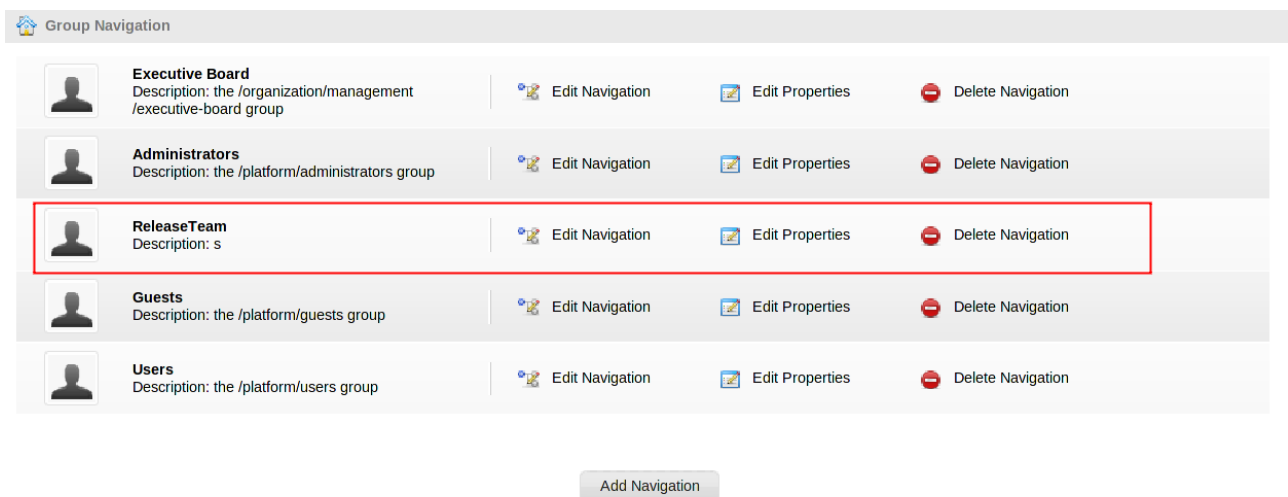 Group Navigation
Executive Board
Description: the /organization/management
/executive-board group
Edit Navigation
Edit Properties
Delete Navigation
Administrators
Description: the /platform/administrators group
Edit Navigation
Edit Properties
Delete Navigation
ReleaseTeam
Description: s
Edit Navigation
Edit Properties
Delete Navigation
Guests
Description: the /platform/guests group
Edit Navigation
Edit Properties
Delete Navigation
Users
Description: the /platform/users group
Edit Navigation
Edit Properties
Delete Navigation
Add Navigation